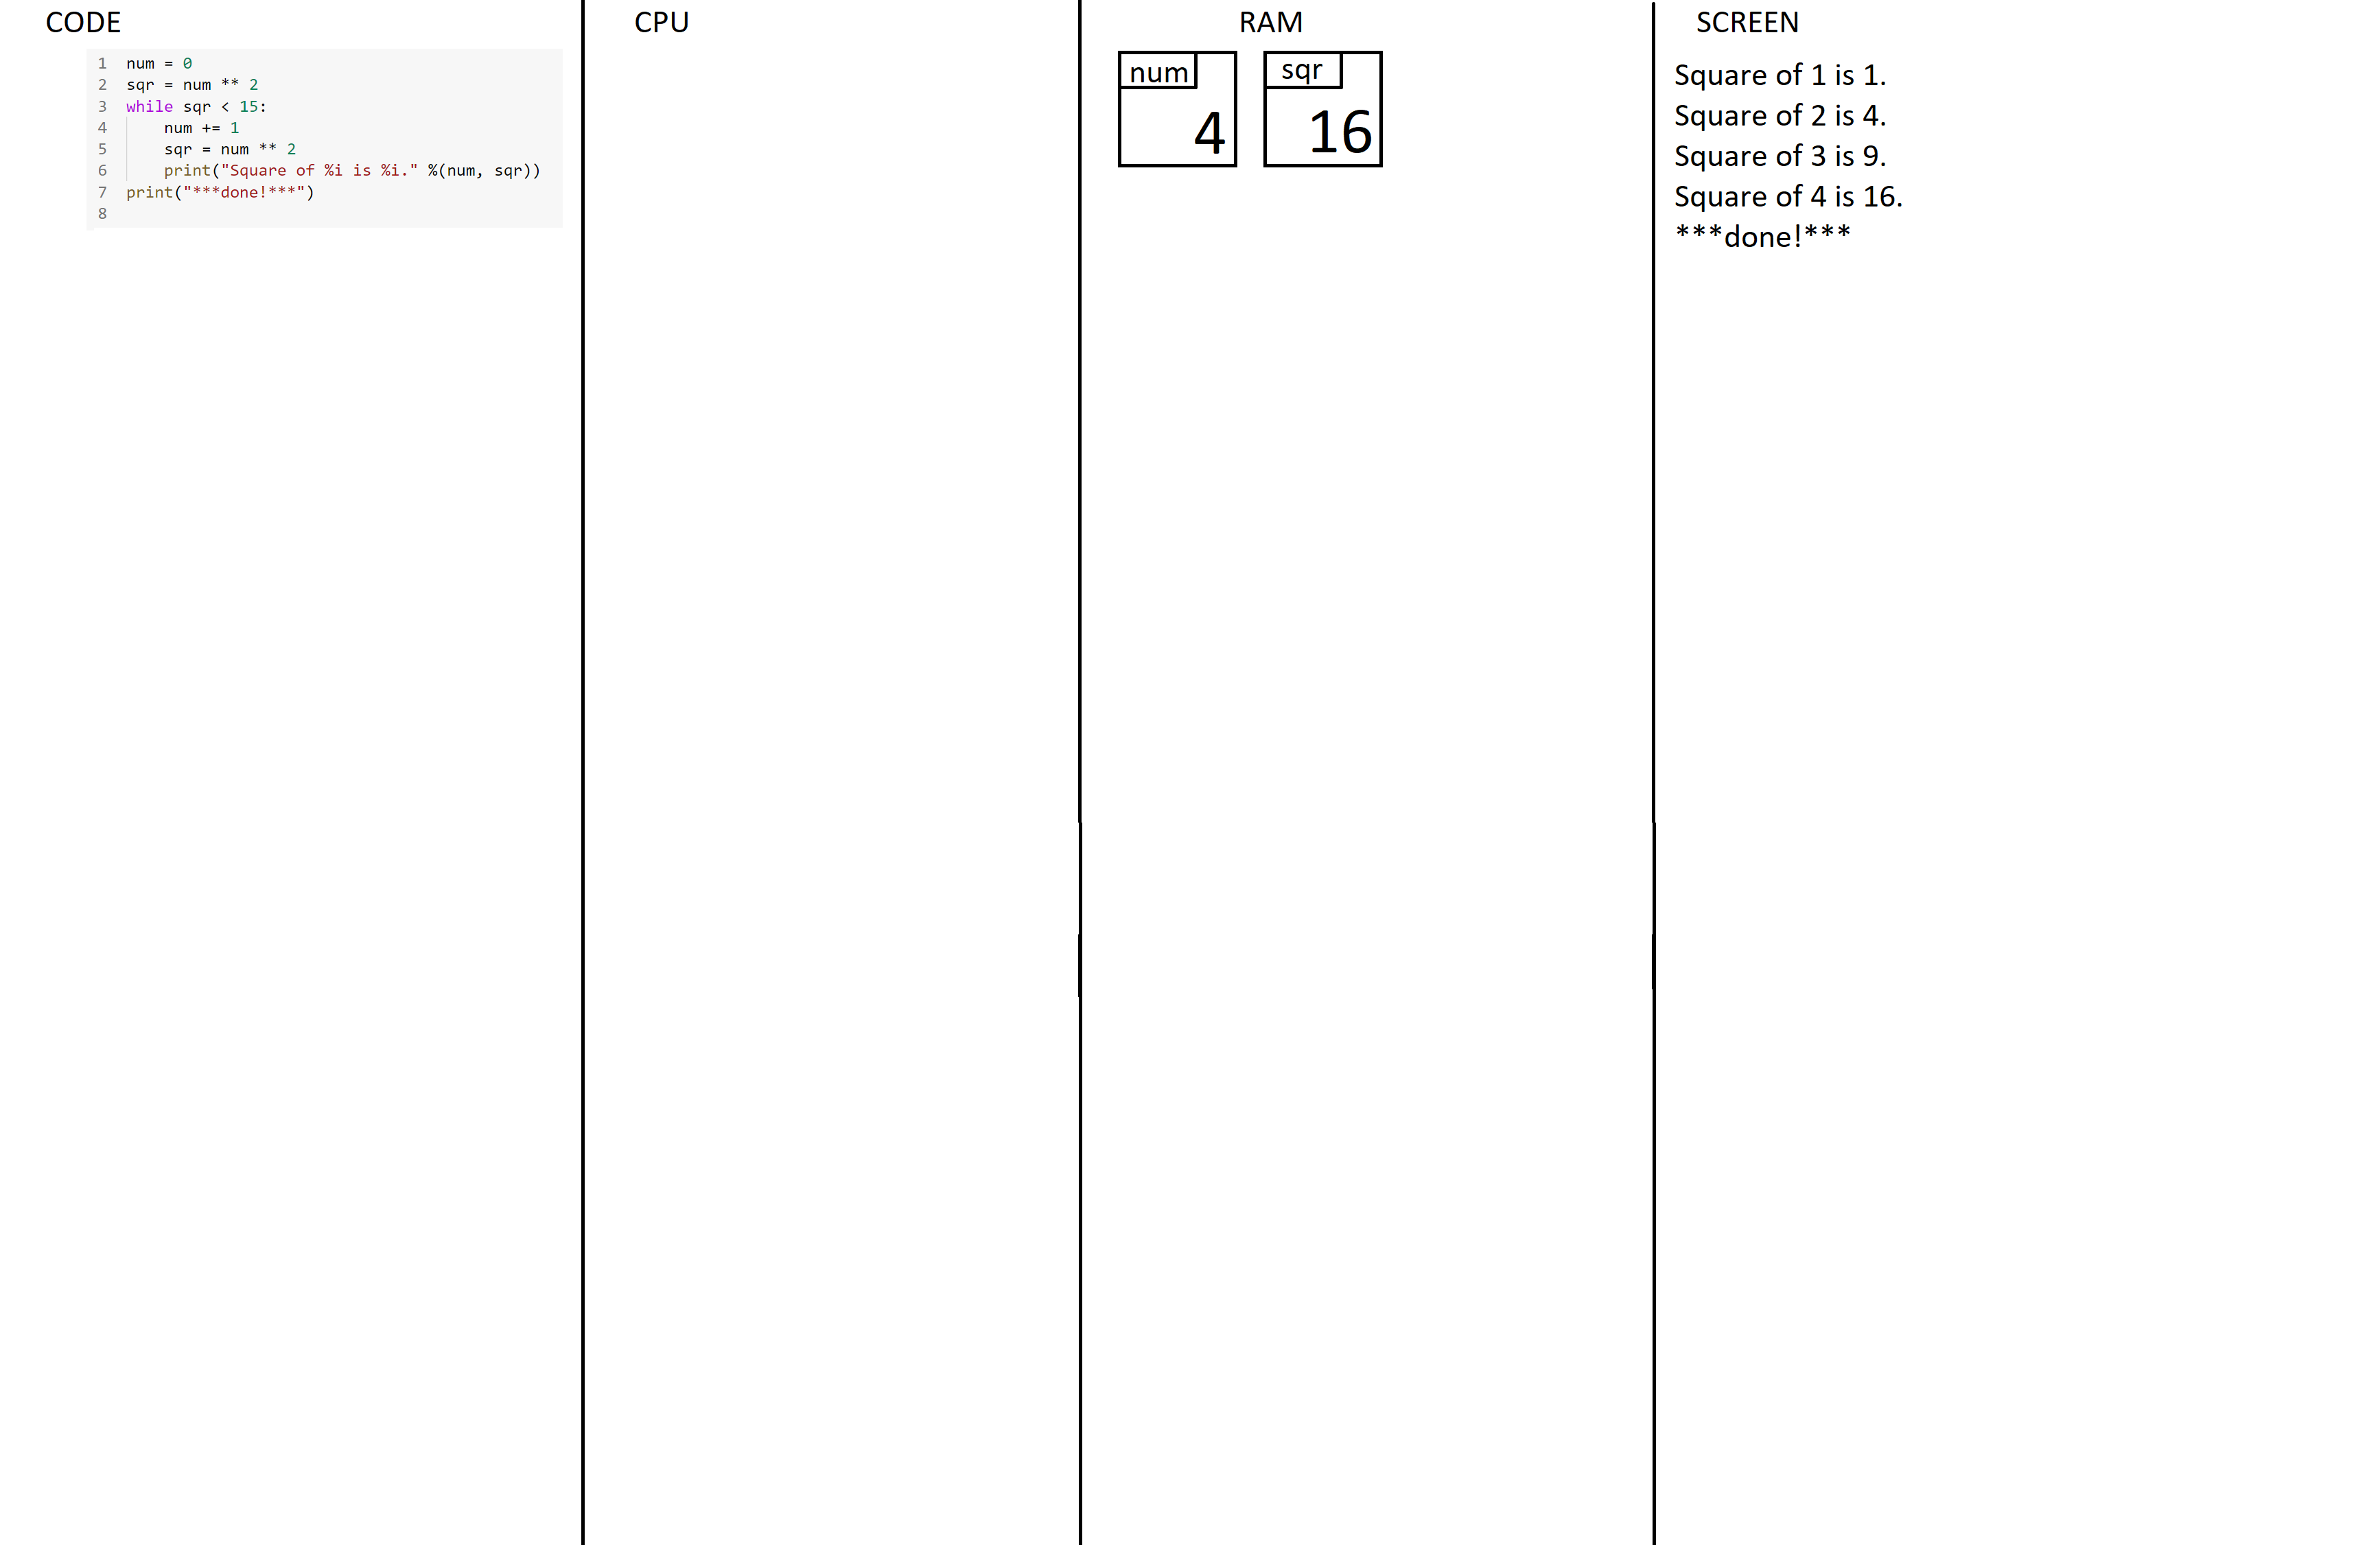 CODE
1 num = 0
2 sqr = num ** 2
3 while sqr < 15:
4     num += 1
5     sqr = num ** 2
6     print("Square of %i is %i." %(num, sqr))
7 print("***done!***")
8
CPU
RAM
num
4
sqr
16
SCREEN
Square of 1 is 1.
Square of 2 is 4.
Square of 3 is 9.
Square of 4 is 16.
***done!***